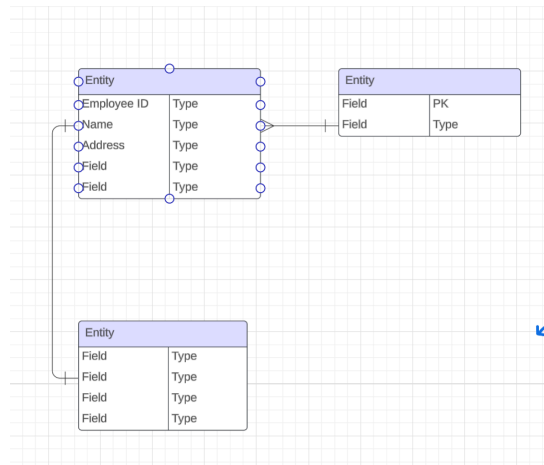 Entity
Employee ID Type
Name Type
Address Type
Field Type
Field Type
Entity
Field PK
Field Type
Entity
Field Type
Field Type
Field Type
Field Type